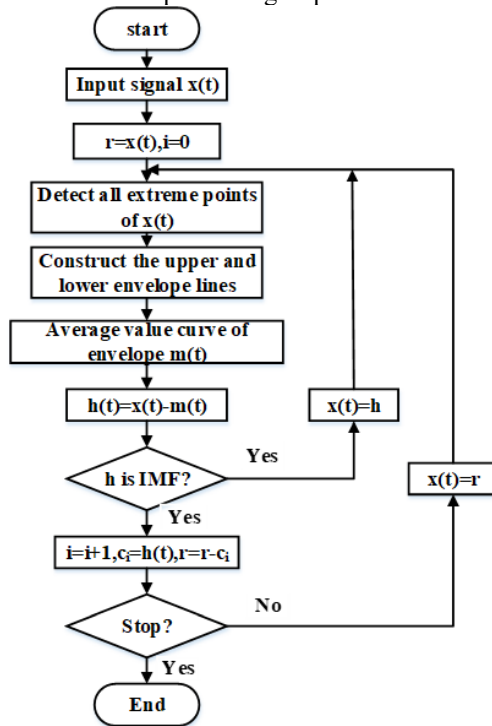 start
Input signal x(t)
r=x(t),i=0
Detect all extreme points
of x(t)
Construct the upper and
lower envelope lines
Average value curve of
envelope m(t)
h(t)=x(t)-m(t)
x(t)=h
Yes
h is IMF?
x(t)=r
Yes
i=i+1,cᵢ=h(t),r=r-cᵢ
No
Stop?
Yes
End